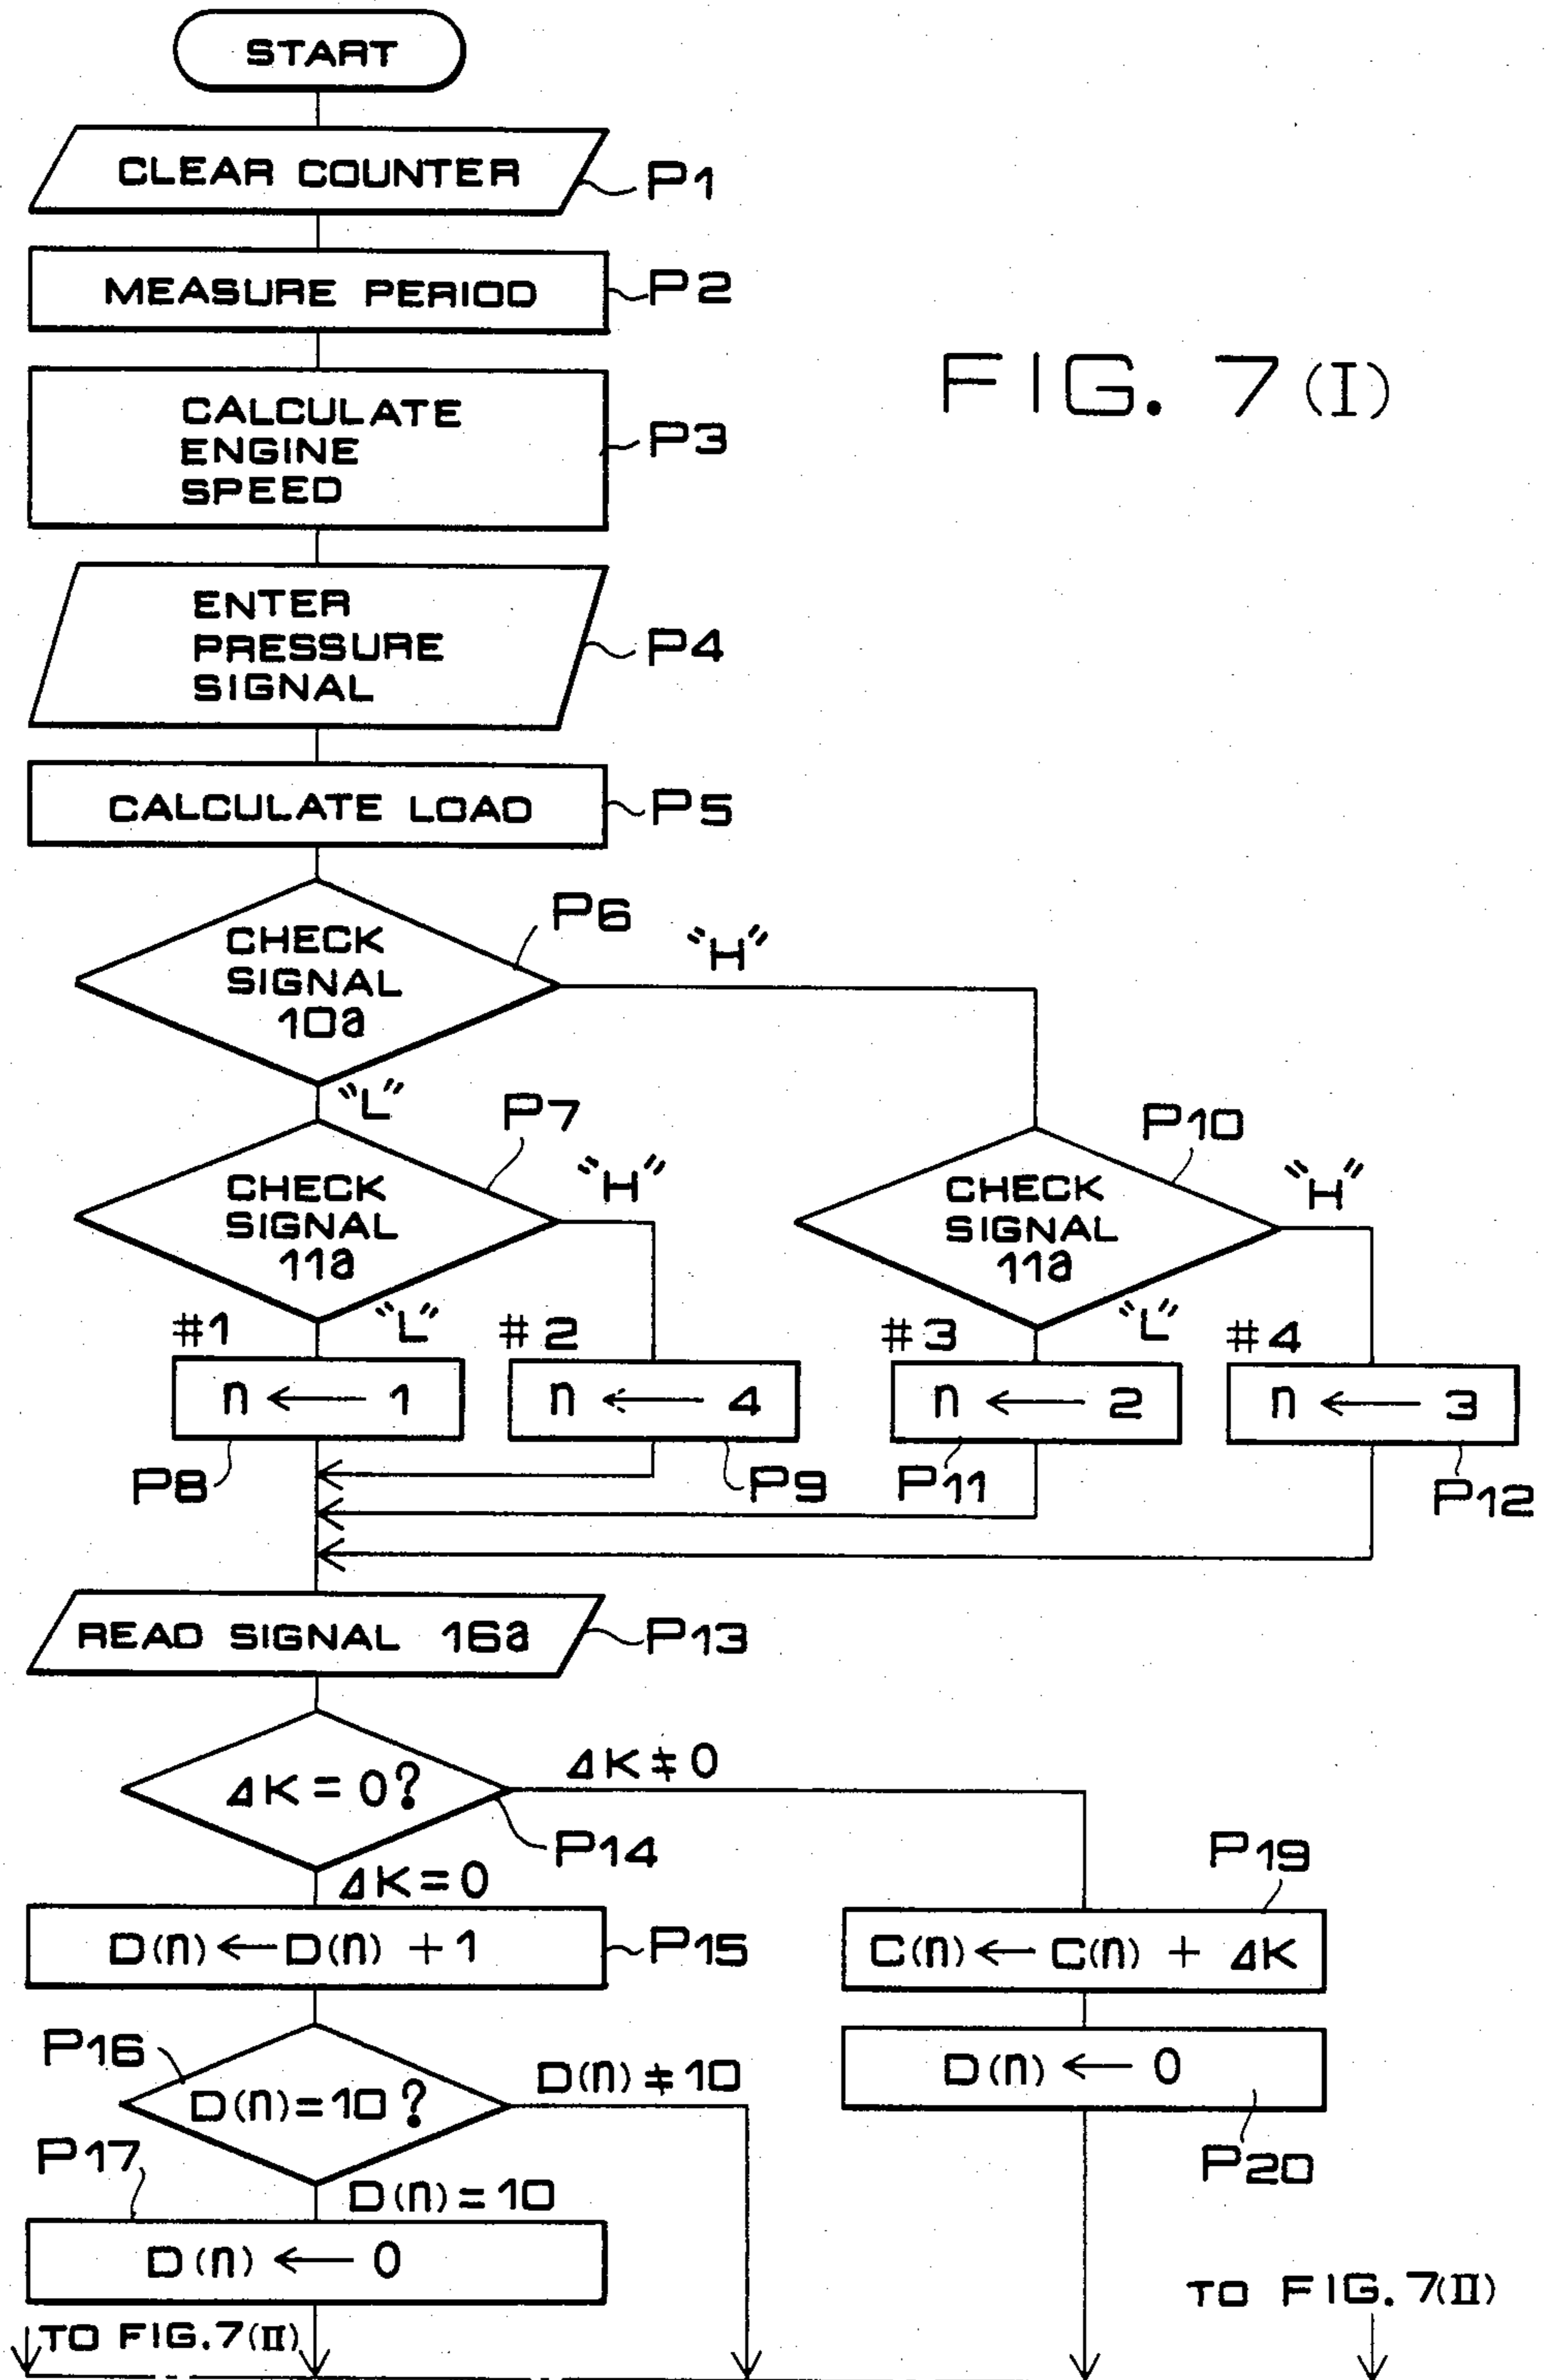 START
CLEAR COUNTER
P1
MEASURE PERIOD
P2
FIG. 7 (I)
CALCULATE
ENGINE
SPEED
P3
ENTER
PRESSURE
SIGNAL
P4
CALCULATE LOAD
P5
CHECK
SIGNAL
10a
P6
"H"
"L"
CHECK
SIGNAL
11a
P7
"H"
"L"
CHECK
SIGNAL
11a
P10
"H"
"L"
#1
n ← 1
P8
#2
n ← 4
P9
#3
n ← 2
P11
#4
n ← 3
P12
READ SIGNAL 16a
P13
ΔK = 0?
ΔK ≠ 0
P14
ΔK = 0
D(n) ← D(n) + 1
P15
P19
C(n) ← C(n) + ΔK
P16
D(n) = 10?
D(n) ≠ 10
D(n) ← 0
P20
P17
D(n) = 10
D(n) ← 0
TO FIG. 7(II)
TO FIG. 7(II)